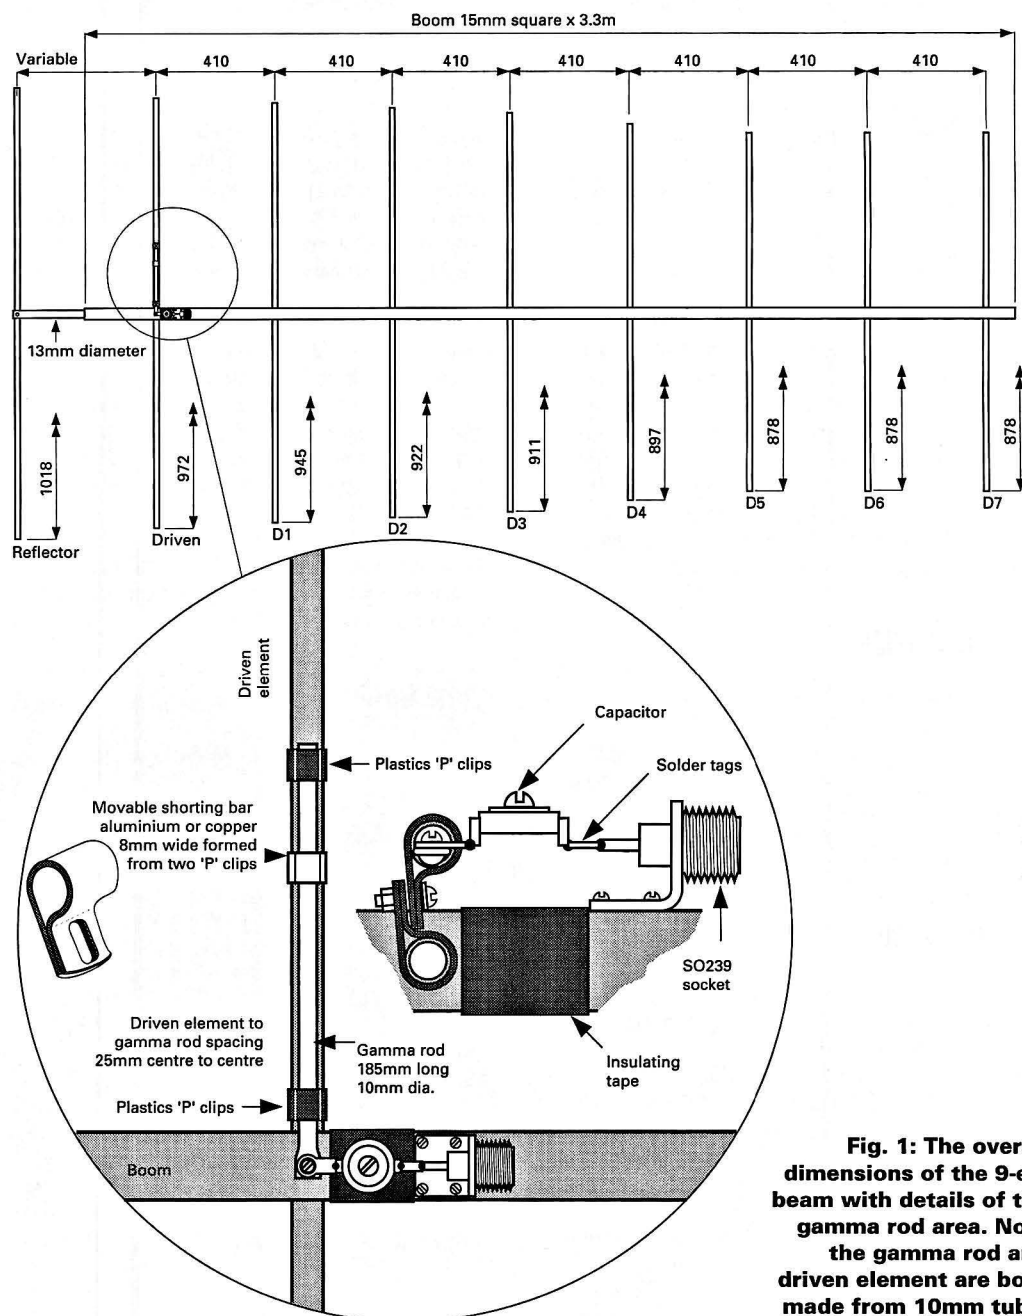 Boom 15mm square x 3.3m
Variable
410
410
410
410
410
410
410
13mm diameter
1018
972
945
922
911
897
878
878
878
Reflector
Driven
D1
D2
D3
D4
D5
D6
D7
Driven
element
Capacitor
Plastics 'P' clips
Solder tags
Movable shorting bar
aluminium or copper
8mm wide formed
from two 'P' clips
SO239
socket
Driven element to
gamma rod spacing
25mm centre to centre
Gamma rod
185mm long
10mm dia.
Insulating
tape
Plastics 'P' clips
Boom
Fig. 1: The over
dimensions of the 9-e
beam with details of t
gamma rod area. No
the gamma rod a
driven element are bo
made from 10mm tub